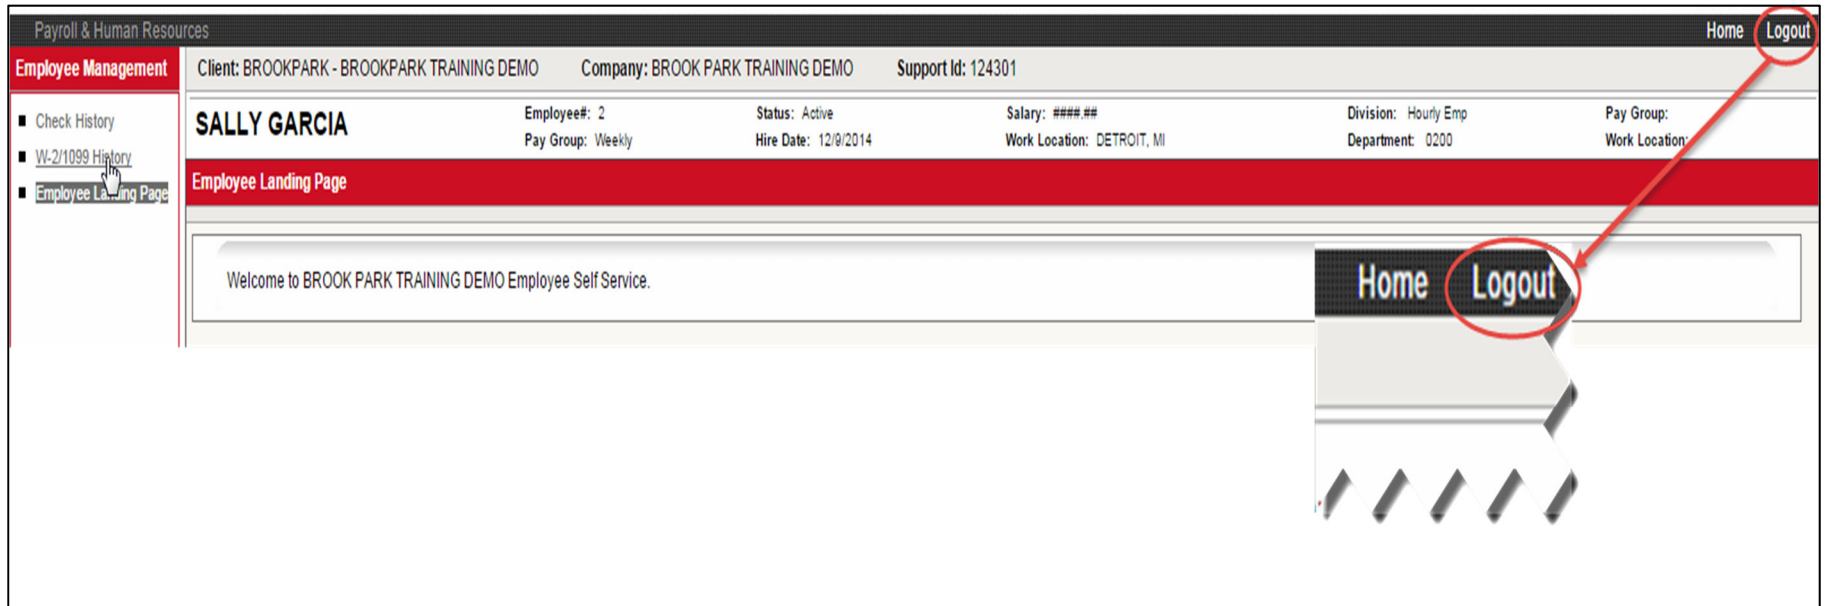 Payroll & Human Resources
Home Logout
Employee Management
Client: BROOKPARK - BROOKPARK TRAINING DEMO Company: BROOK PARK TRAINING DEMO Support Id: 124301
Check History
W-2/1099 History
Employee Landing Page
SALLY GARCIA
Employee#: 2 Status: Active Salary: ####.## Division: Hourly Emp Pay Group:
Pay Group: Weekly Hire Date: 12/9/2014 Work Location: DETROIT, MI Department: 0200 Work Location:
Employee Landing Page
Welcome to BROOK PARK TRAINING DEMO Employee Self Service.
Home Logout